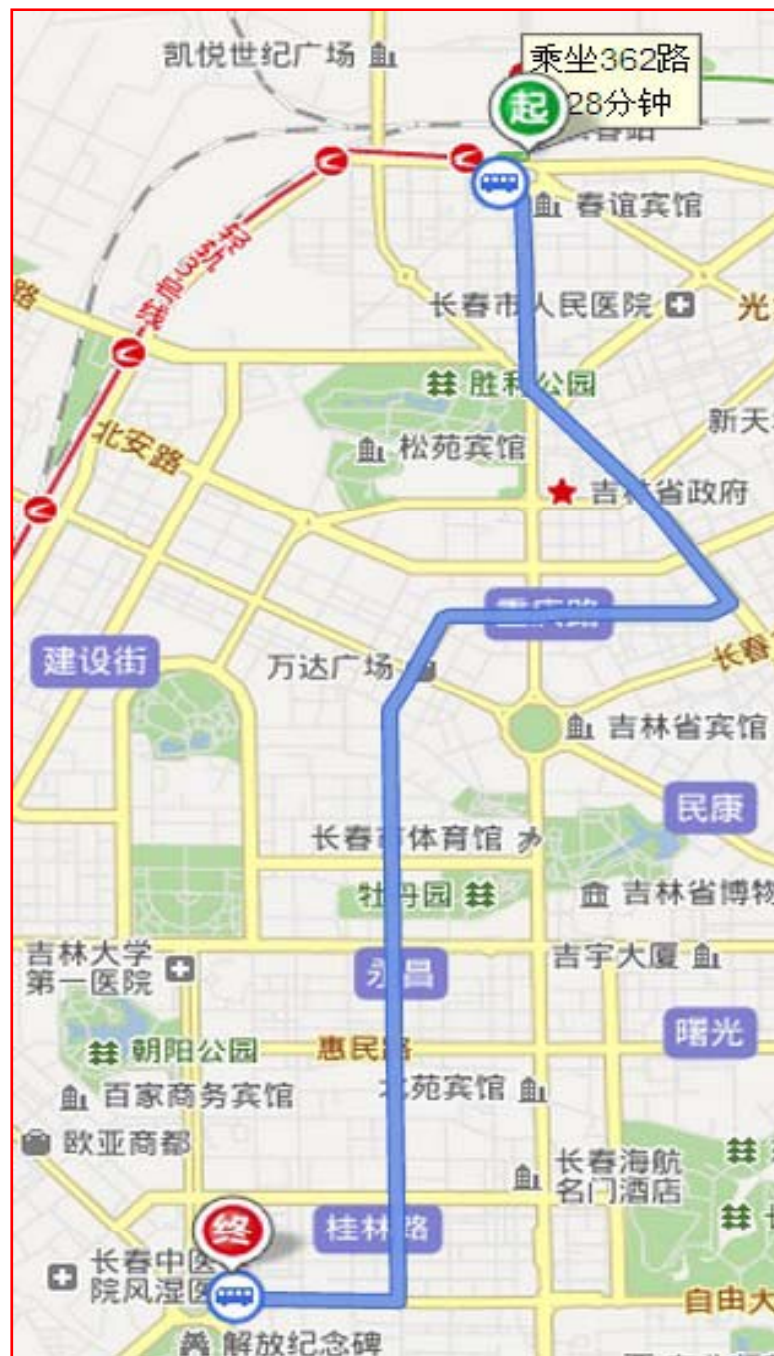 凯悦世纪广场
乘坐362路
28分钟
起
春谊宾馆
轻轨3号线
长春市人民医院
光
路
胜利公园
新天
北安路
松苑宾馆
吉林省政府
重庆路
建设街
万达广场
长春
吉林省宾馆
民康
长春市体育馆
牡丹园
吉林省博物
吉林大学
第一医院
永昌
吉宇大厦
曙光
朝阳公园
惠民路
百家商务宾馆
北苑宾馆
欧亚商都
长春海航
名门酒店
终
桂林路
长春中医
院风湿医
自由大
解放纪念碑